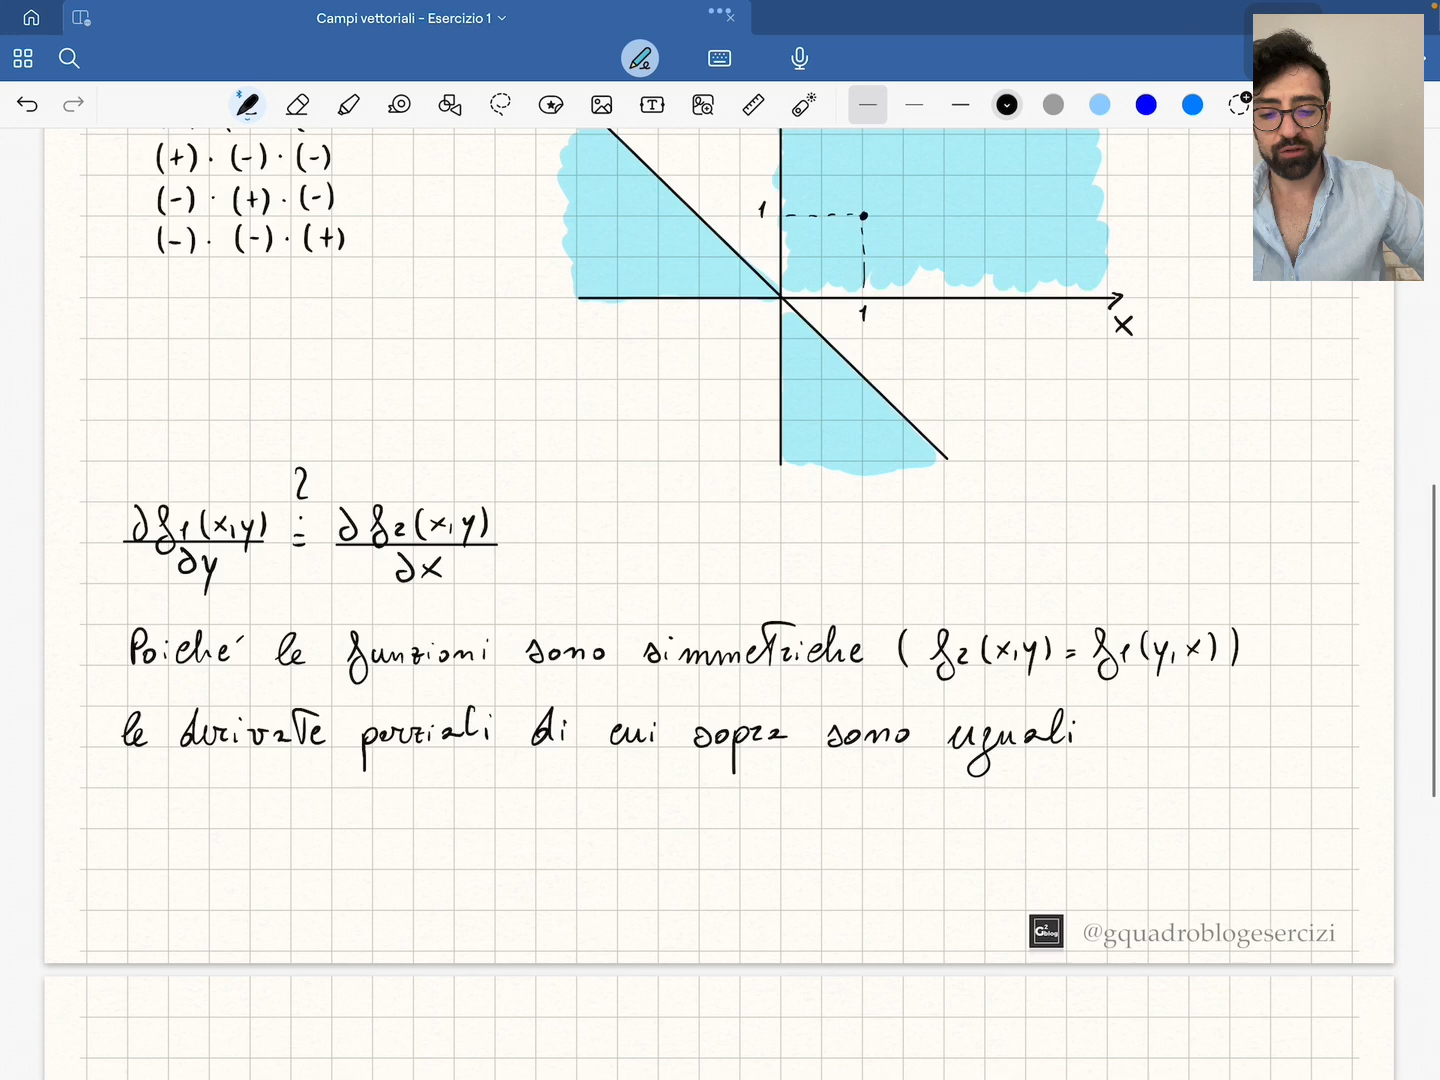 Campi vettoriali - Esercizio 1
(+) · (-) · (-)
(-) · (+) · (-)
(-) · (-) · (+)
1
1
x
?
∂f₁(x,y)/∂y = ∂f₂(x,y)/∂x
Poiché le funzioni sono simmetriche ( f₂(x,y) = f₁(y,x) )
le derivate parziali di cui sopra sono uguali
G²blog @gquadroblogesercizi